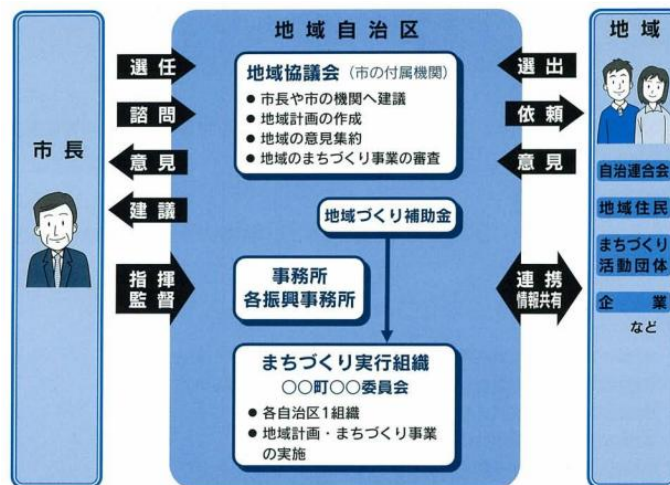 地域自治区
市長
選任
諮問
意見
建議
指揮
監督
地域協議会（市の付属機関）
● 市長や市の機関へ建議
● 地域計画の作成
● 地域の意見集約
● 地域のまちづくり事業の審査
地域づくり補助金
事務所
各振興事務所
まちづくり実行組織
〇〇町〇〇委員会
● 各自治区1組織
● 地域計画・まちづくり事業
の実施
選出
依頼
意見
連携
情報共有
地域
自治連合会
地域住民
まちづくり
活動団体
企業
など